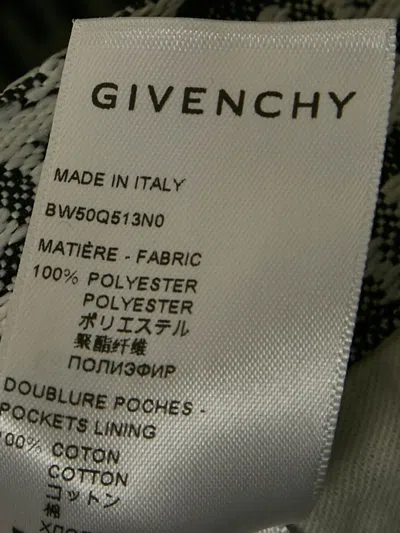 GIVENCHY
MADE IN ITALY
BW50Q513N0
MATIÈRE - FABRIC
100% POLYESTER
POLYESTER
ポリエステル
聚酯纤维
ПОЛИЭФИР
DOUBLURE POCHES -
POCKETS LINING
100% COTON
COTTON
コットン
棉